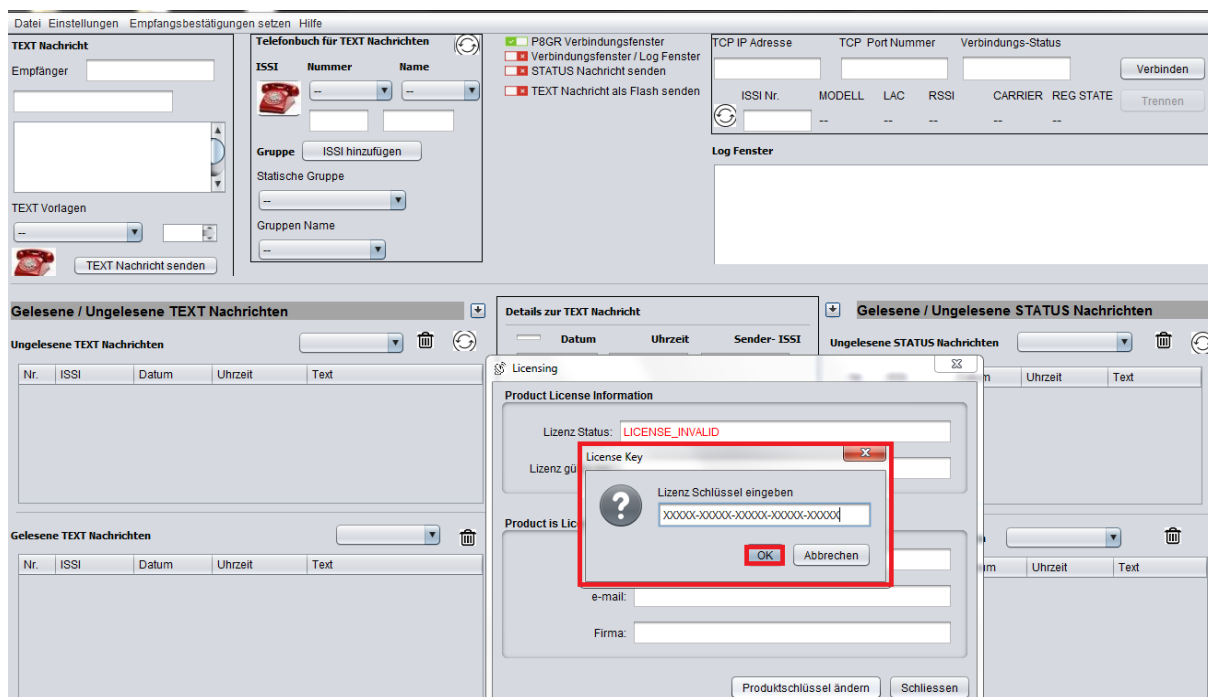 Datei Einstellungen Empfangsbestätigungen setzen Hilfe
TEXT Nachricht
Empfänger
TEXT Vorlagen
--
TEXT Nachricht senden
Telefonbuch für TEXT Nachrichten
ISSI Nummer Name
-- --
Gruppe ISSI hinzufügen
Statische Gruppe
--
Gruppen Name
--
P8GR Verbindungsfenster
Verbindungsfenster / Log Fenster
STATUS Nachricht senden
TEXT Nachricht als Flash senden
TCP IP Adresse TCP Port Nummer Verbindungs-Status
Verbinden
ISSI Nr. MODELL LAC RSSI CARRIER REG STATE Trennen
-- -- -- -- --
Log Fenster
Gelesene / Ungelesene TEXT Nachrichten
Ungelesene TEXT Nachrichten
Nr. ISSI Datum Uhrzeit Text
Gelesene TEXT Nachrichten
Nr. ISSI Datum Uhrzeit Text
Details zur TEXT Nachricht
Datum Uhrzeit Sender- ISSI
Gelesene / Ungelesene STATUS Nachrichten
Ungelesene STATUS Nachrichten
Uhrzeit Text
Uhrzeit Text
Licensing
Product License Information
Lizenz Status: LICENSE_INVALID
Lizenz
Product is
e-mail:
Firma:
Produktschlüssel ändern Schliessen
License Key
Lizenz Schlüssel eingeben
XXXXX-XXXXX-XXXXX-XXXXX-XXXXX
OK Abbrechen